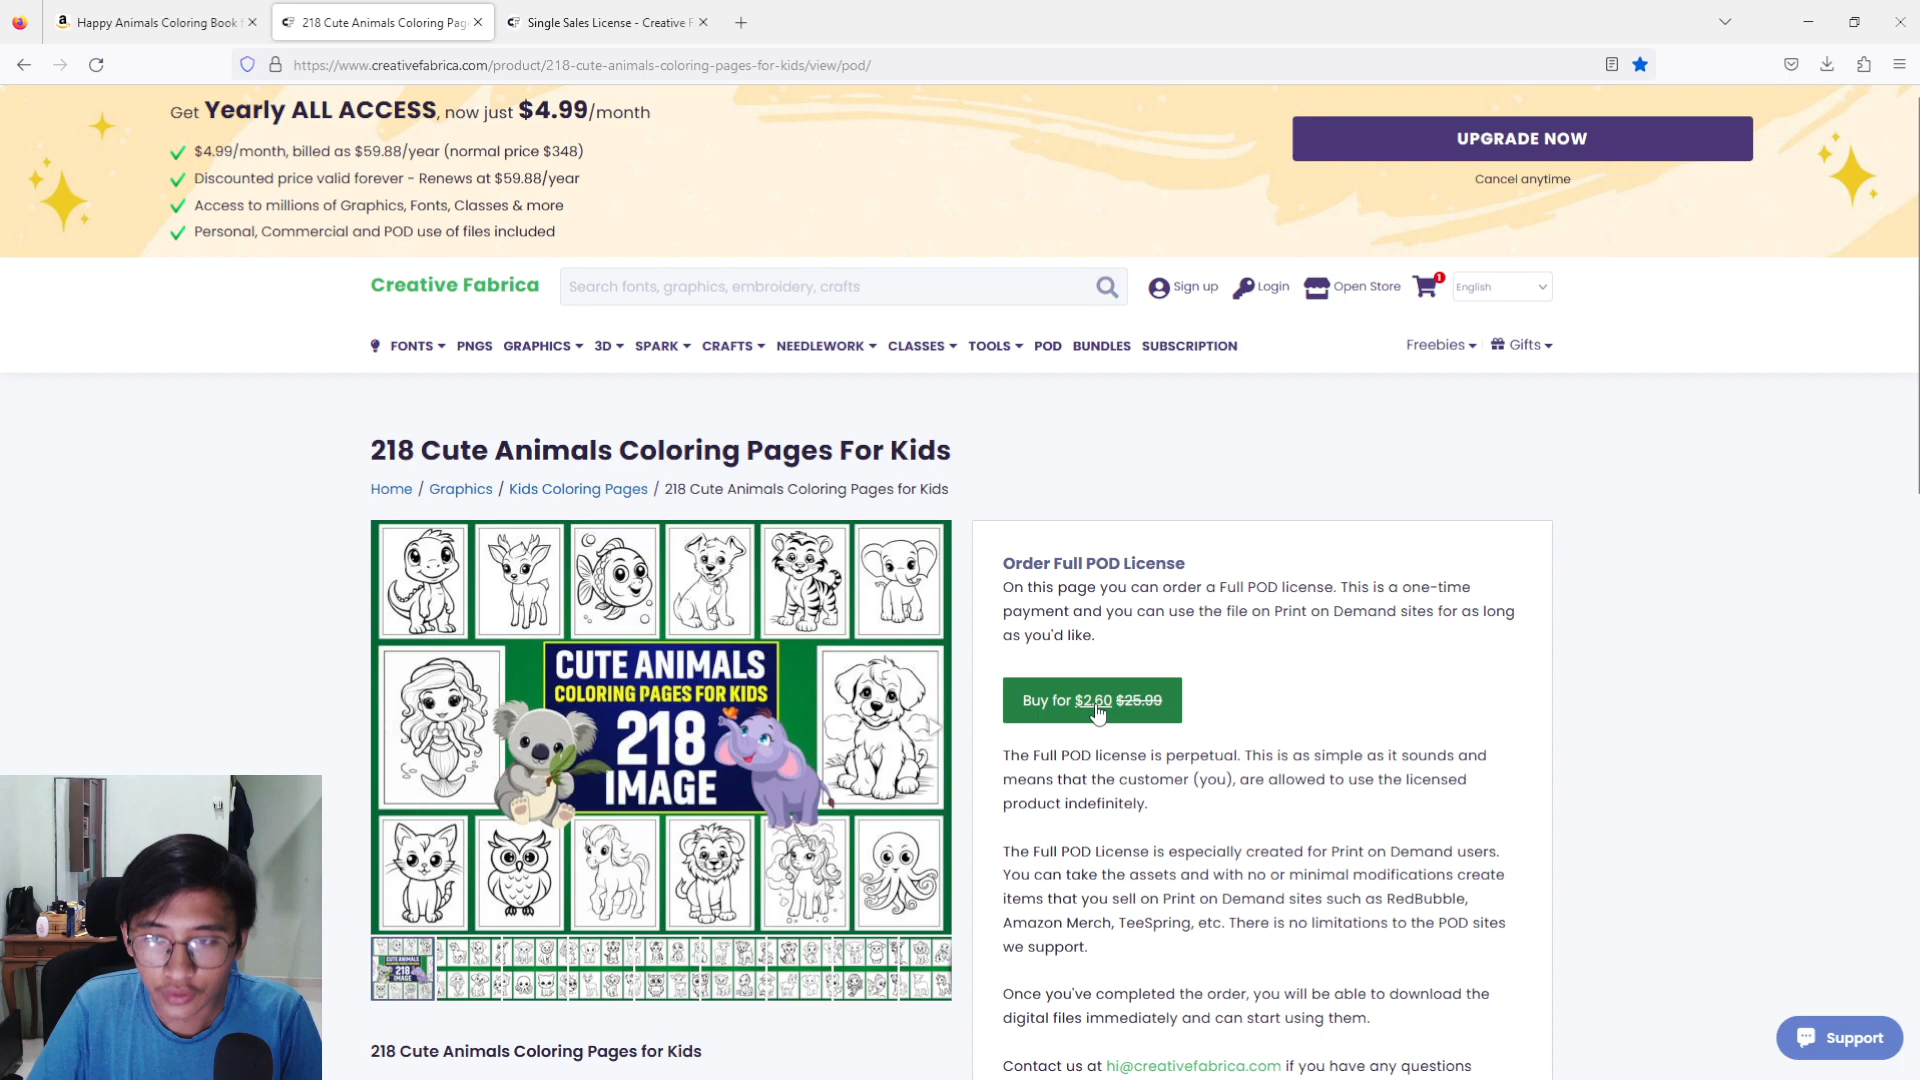 Happy Animals Coloring Book f
218 Cute Animals Coloring Pag
Single Sales License - Creative F
https://www.creativefabrica.com/product/218-cute-animals-coloring-pages-for-kids/view/pod/
Get Yearly ALL ACCESS, now just $4.99/month
$4.99/month, billed as $59.88/year (normal price $348)
Discounted price valid forever - Renews at $59.88/year
Access to millions of Graphics, Fonts, Classes & more
Personal, Commercial and POD use of files included
UPGRADE NOW
Cancel anytime
Creative Fabrica
Search fonts, graphics, embroidery, crafts
Sign up
Login
Open Store
1
English
FONTS PNGS GRAPHICS 3D SPARK CRAFTS NEEDLEWORK CLASSES TOOLS POD BUNDLES SUBSCRIPTION
Freebies
Gifts
218 Cute Animals Coloring Pages For Kids
Home / Graphics / Kids Coloring Pages / 218 Cute Animals Coloring Pages for Kids
CUTE ANIMALS
COLORING PAGES FOR KIDS
218
IMAGE
Order Full POD License
On this page you can order a Full POD license. This is a one-time
payment and you can use the file on Print on Demand sites for as long
as you'd like.
Buy for $2.60 $25.99
The Full POD license is perpetual. This is as simple as it sounds and
means that the customer (you), are allowed to use the licensed
product indefinitely.
The Full POD License is especially created for Print on Demand users.
You can take the assets and with no or minimal modifications create
items that you sell on Print on Demand sites such as RedBubble,
Amazon Merch, TeeSpring, etc. There is no limitations to the POD sites
we support.
Once you've completed the order, you will be able to download the
digital files immediately and can start using them.
Contact us at hi@creativefabrica.com if you have any questions
CUTE ANIMALS
218
IMAGE
218 Cute Animals Coloring Pages for Kids
Support